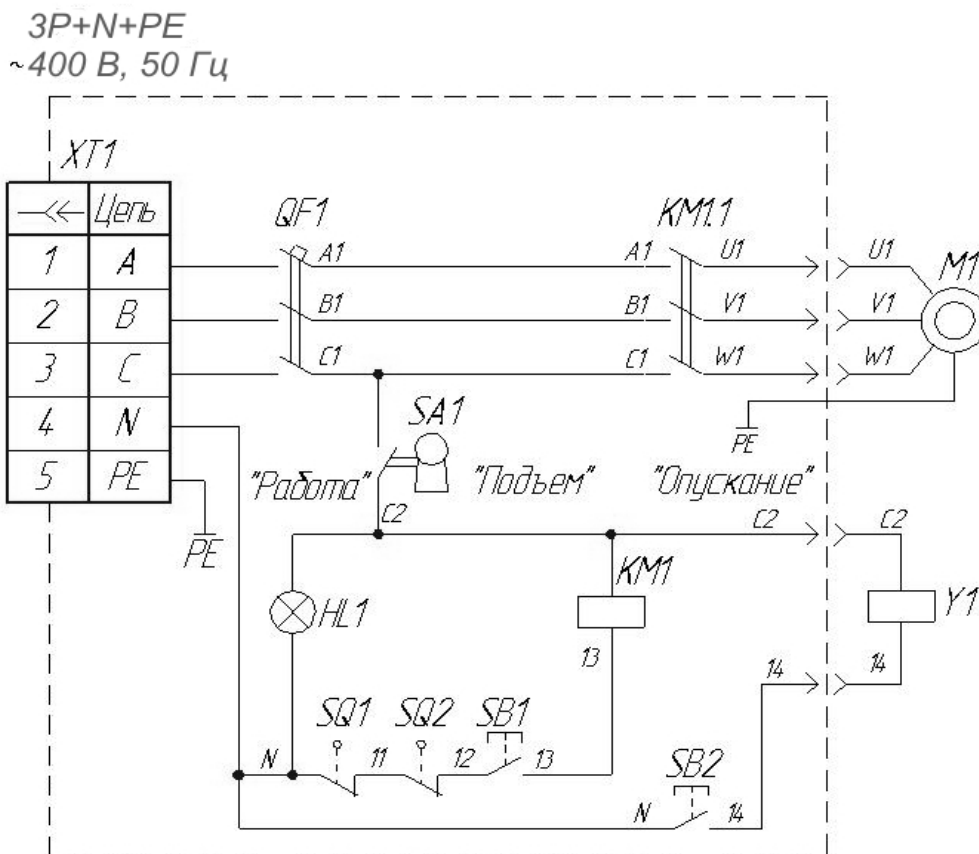 3P+N+PE
~400 В, 50 Гц
XT1
Цепь
QF1
KM1.1
1 A
A1
A1
U1
U1
M1
2 B
B1
B1
V1
V1
3 C
C1
C1
W1
W1
4 N
SA1
PE
5 PE
"Работа"
"Подъем"
"Опускание"
C2
C2
C2
PE
KM1
HL1
Y1
13
14
14
SQ1
SQ2
SB1
N
11
12
13
SB2
N
14